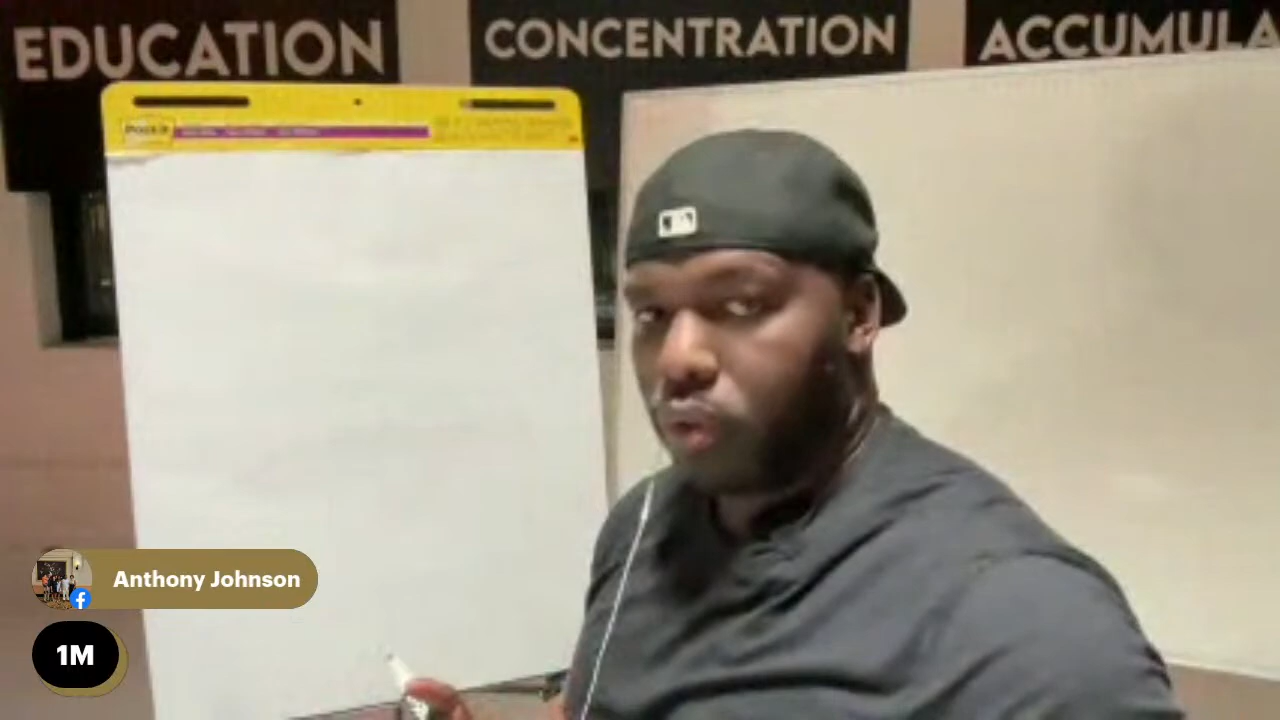 EDUCATION
CONCENTRATION
ACCUMULA
Post-it
Anthony Johnson
1M